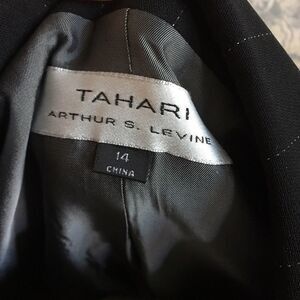 TAHARI
ARTHUR S. LEVINE
14
CHINA